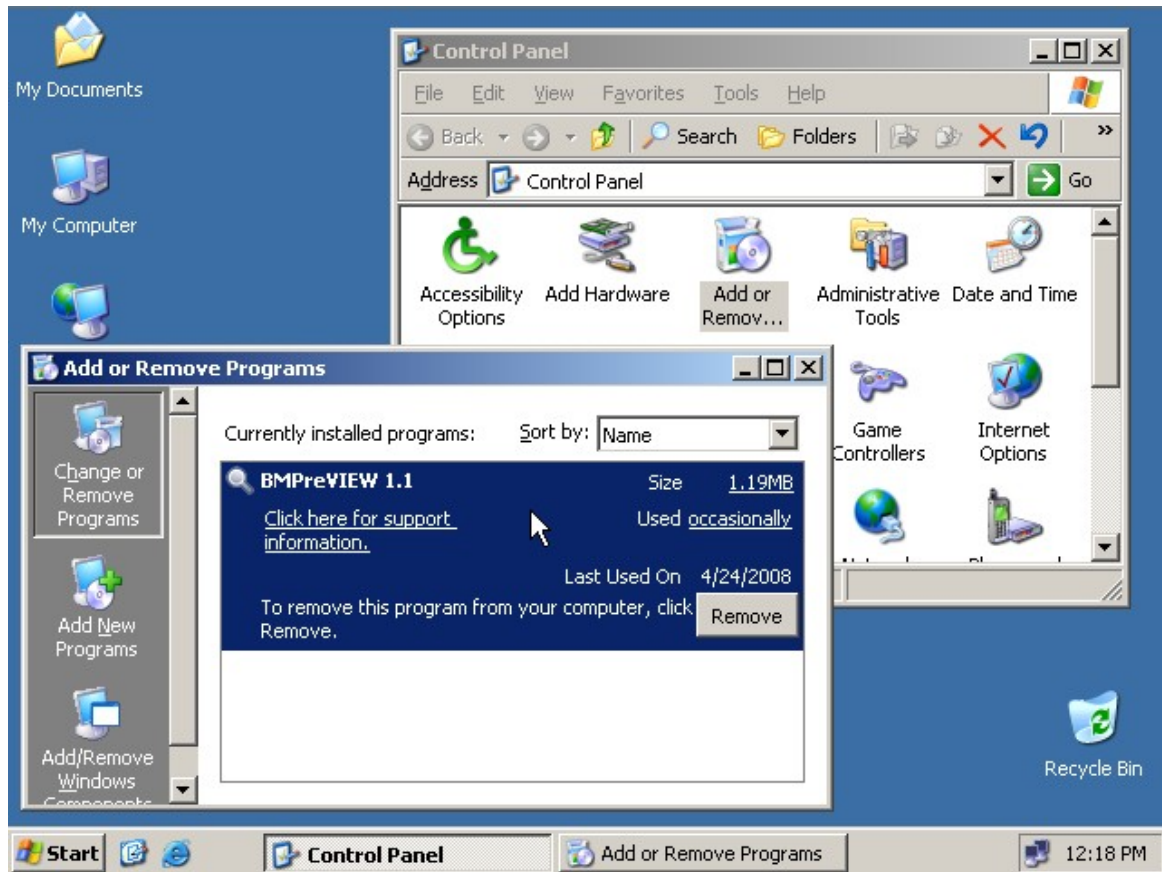 My Documents
My Computer
Control Panel
File Edit View Favorites Tools Help
Back Search Folders »
Address Control Panel Go
Accessibility
Options
Add Hardware
Add or
Remov...
Administrative
Tools
Date and Time
Game
Controllers
Internet
Options
Add or Remove Programs
Change or
Remove
Programs
Add New
Programs
Add/Remove
Windows
Components
Currently installed programs: Sort by: Name
BMPreVIEW 1.1 Size 1.19MB
Click here for support Used occasionally
information.
Last Used On 4/24/2008
To remove this program from your computer, click
Remove.
Remove
Recycle Bin
Start Control Panel Add or Remove Programs 12:18 PM